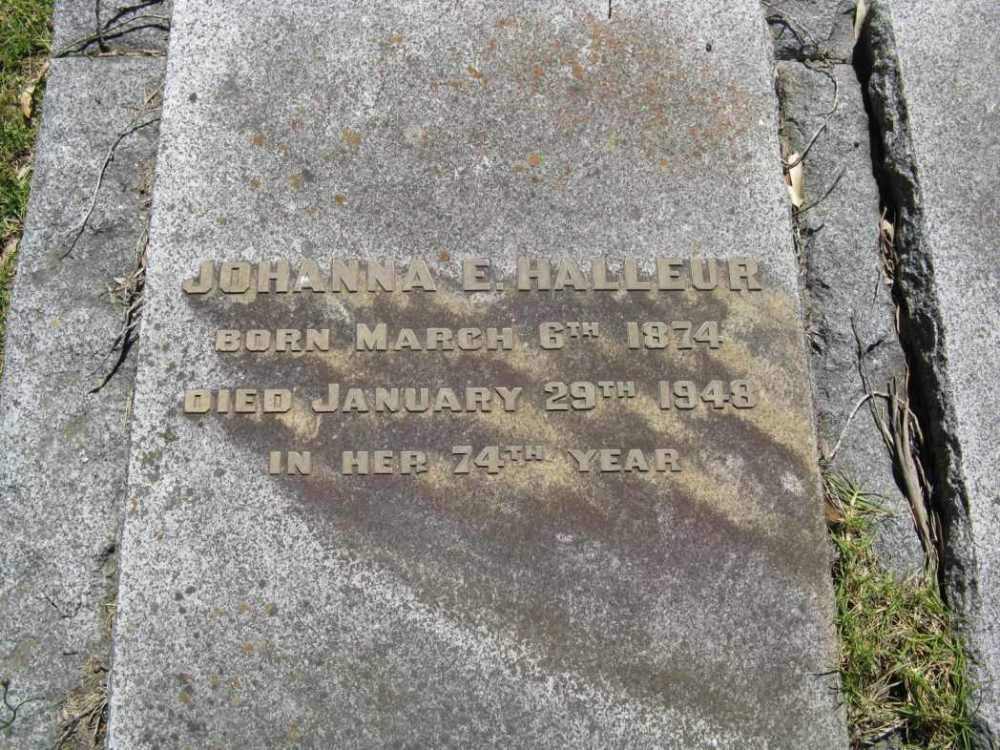 JOHANNA E. HALLEUR
BORN MARCH 6TH 1874
DIED JANUARY 29TH 1948
IN HER 74TH YEAR